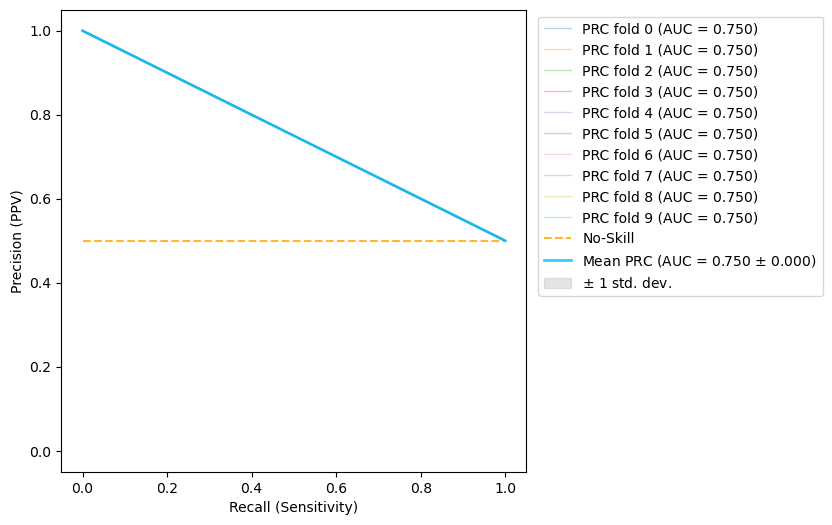 1.0
0.8
0.6
0.4
0.2
0.0
Precision (PPV)
0.0 0.2 0.4 0.6 0.8 1.0
Recall (Sensitivity)
PRC fold 0 (AUC = 0.750)
PRC fold 1 (AUC = 0.750)
PRC fold 2 (AUC = 0.750)
PRC fold 3 (AUC = 0.750)
PRC fold 4 (AUC = 0.750)
PRC fold 5 (AUC = 0.750)
PRC fold 6 (AUC = 0.750)
PRC fold 7 (AUC = 0.750)
PRC fold 8 (AUC = 0.750)
PRC fold 9 (AUC = 0.750)
No-Skill
Mean PRC (AUC = 0.750 ± 0.000)
± 1 std. dev.